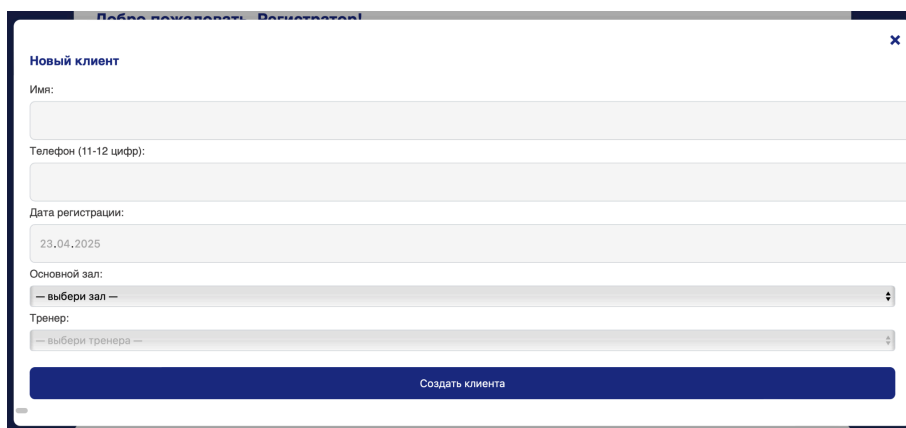 Добро пожаловать, Регистратор!
×
Новый клиент
Имя:
Телефон (11-12 цифр):
Дата регистрации:
23.04.2025
Основной зал:
— выбери зал —
Тренер:
— выбери тренера —
Создать клиента